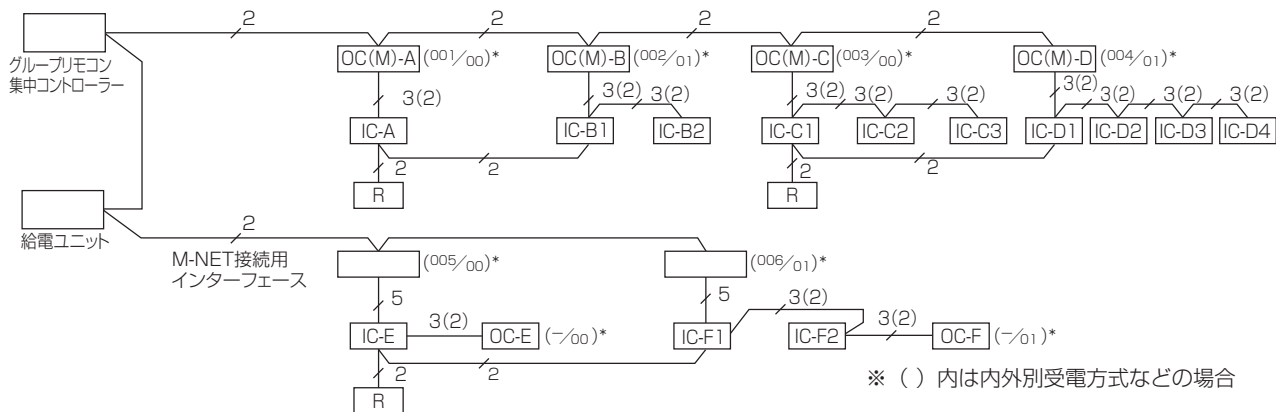 2 2 2 2
グループリモコン
集中コントローラー
OC(M)-A (001/00)* OC(M)-B (002/01)* OC(M)-C (003/00)* OC(M)-D (004/01)*
3(2) 3(2) 3(2) 3(2) 3(2) 3(2) 3(2) 3(2) 3(2) 3(2)
IC-A IC-B1 IC-B2 IC-C1 IC-C2 IC-C3 IC-D1 IC-D2 IC-D3 IC-D4
2 2 2 2
R R
給電ユニット
2
M-NET接続用
インターフェース
(005/00)* (006/01)*
5 5
3(2) 3(2) 3(2)
IC-E OC-E (−/00)* IC-F1 IC-F2 OC-F (−/01)*
2 2
R
※ ( ) 内は内外別受電方式などの場合